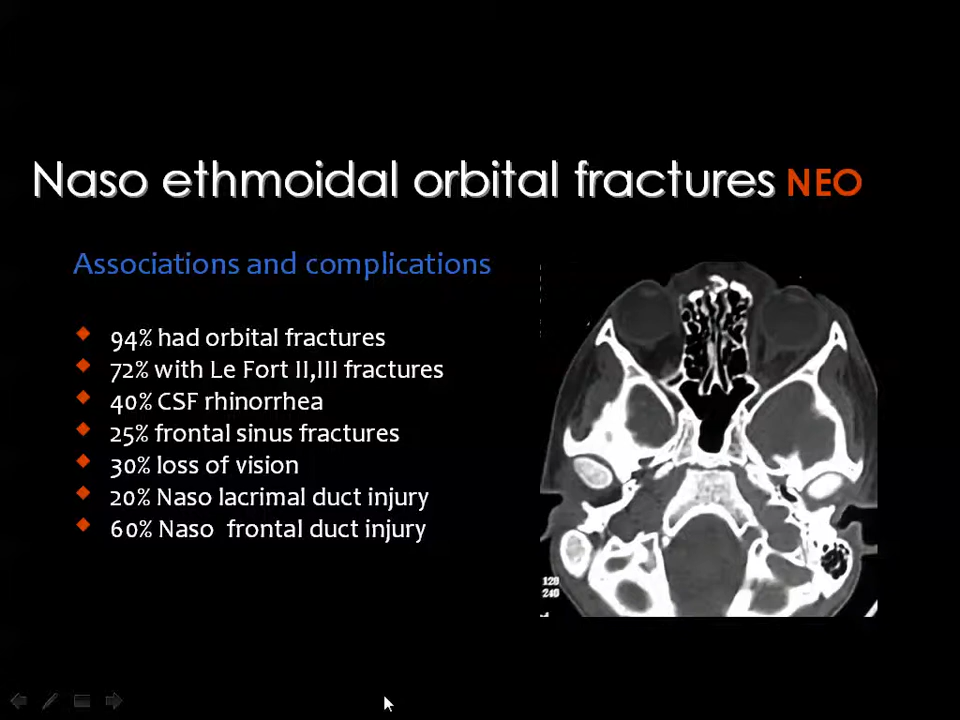 Naso ethmoidal orbital fractures NEO
Associations and complications
94% had orbital fractures
72% with Le Fort II,III fractures
40% CSF rhinorrhea
25% frontal sinus fractures
30% loss of vision
20% Naso lacrimal duct injury
60% Naso  frontal duct injury
120
240